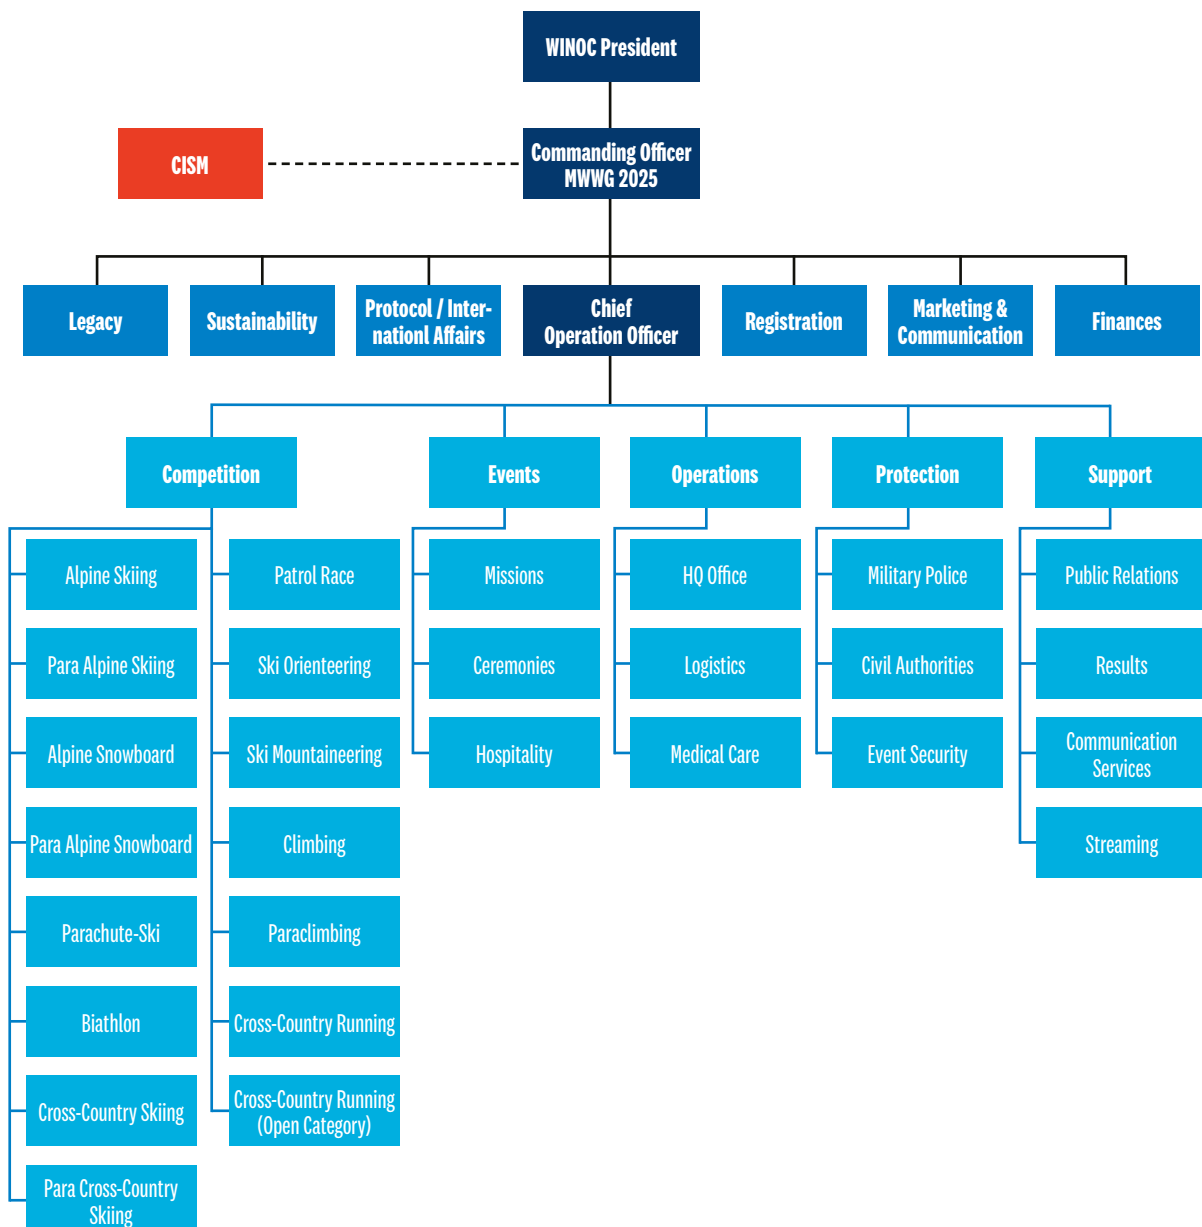 WINOC President
CISM
Commanding Officer
MWWG 2025
Legacy
Sustainability
Protocol / Inter-
nationl Affairs
Chief
Operation Officer
Registration
Marketing &
Communication
Finances
Competition
Events
Operations
Protection
Support
Alpine Skiing
Para Alpine Skiing
Alpine Snowboard
Para Alpine Snowboard
Parachute-Ski
Biathlon
Cross-Country Skiing
Para Cross-Country
Skiing
Patrol Race
Ski Orienteering
Ski Mountaineering
Climbing
Paraclimbing
Cross-Country Running
Cross-Country Running
(Open Category)
Missions
Ceremonies
Hospitality
HQ Office
Logistics
Medical Care
Military Police
Civil Authorities
Event Security
Public Relations
Results
Communication
Services
Streaming